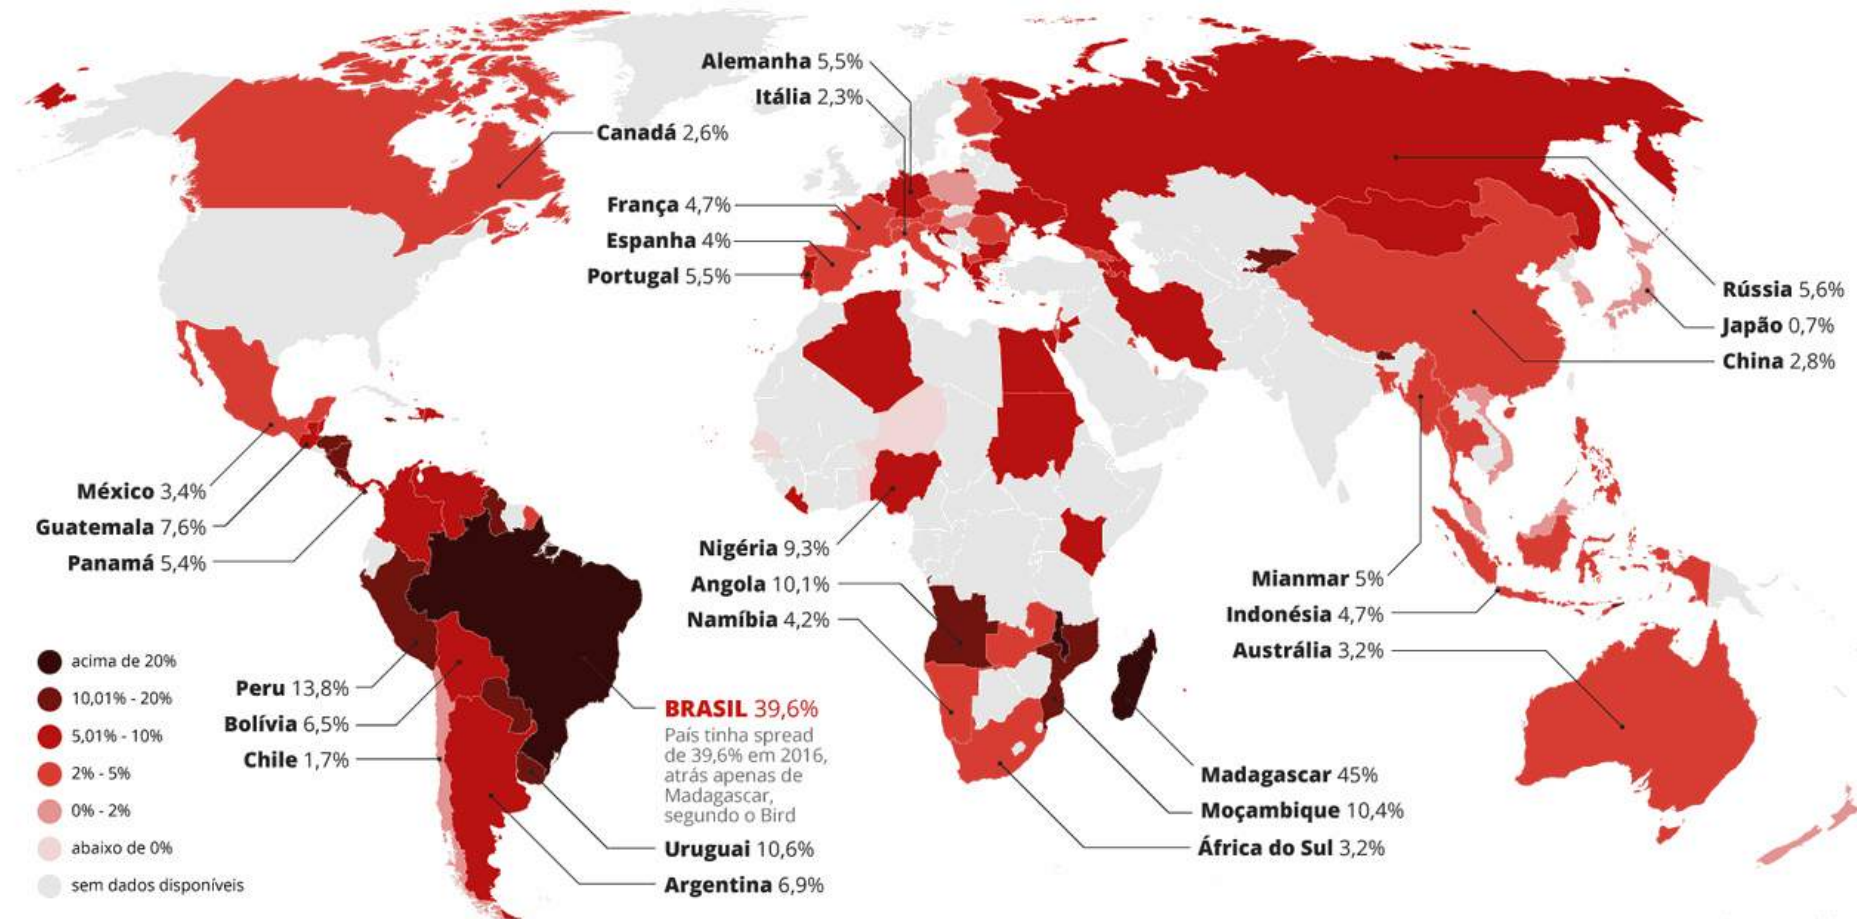 Alemanha 5,5%
Itália 2,3%
Canadá 2,6%
França 4,7%
Espanha 4%
Portugal 5,5%
Rússia 5,6%
Japão 0,7%
China 2,8%
México 3,4%
Guatemala 7,6%
Panamá 5,4%
Nigéria 9,3%
Angola 10,1%
Namíbia 4,2%
Mianmar 5%
Indonésia 4,7%
Austrália 3,2%
acima de 20%
10,01% - 20%
5,01% - 10%
2% - 5%
0% - 2%
abaixo de 0%
sem dados disponíveis
Peru 13,8%
Bolívia 6,5%
Chile 1,7%
BRASIL 39,6%
País tinha spread
de 39,6% em 2016,
atrás apenas de
Madagascar,
segundo o Bird
Uruguai 10,6%
Argentina 6,9%
Madagascar 45%
Moçambique 10,4%
África do Sul 3,2%